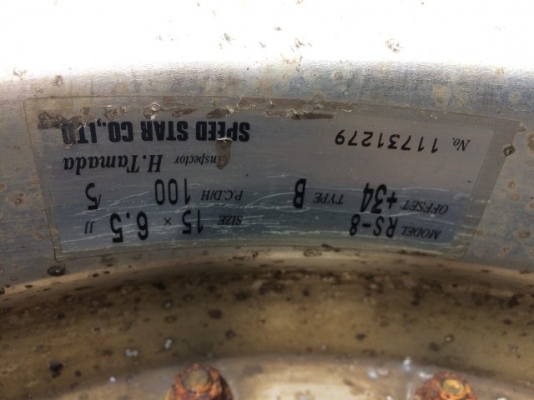 MODEL RS-8 SIZE 15 × 6.5 JJ
OFFSET +34 TYPE B P.C.D/H 100 /5
Inspector H. Tamada
No. 11731279 SPEED STAR CO.,LTD